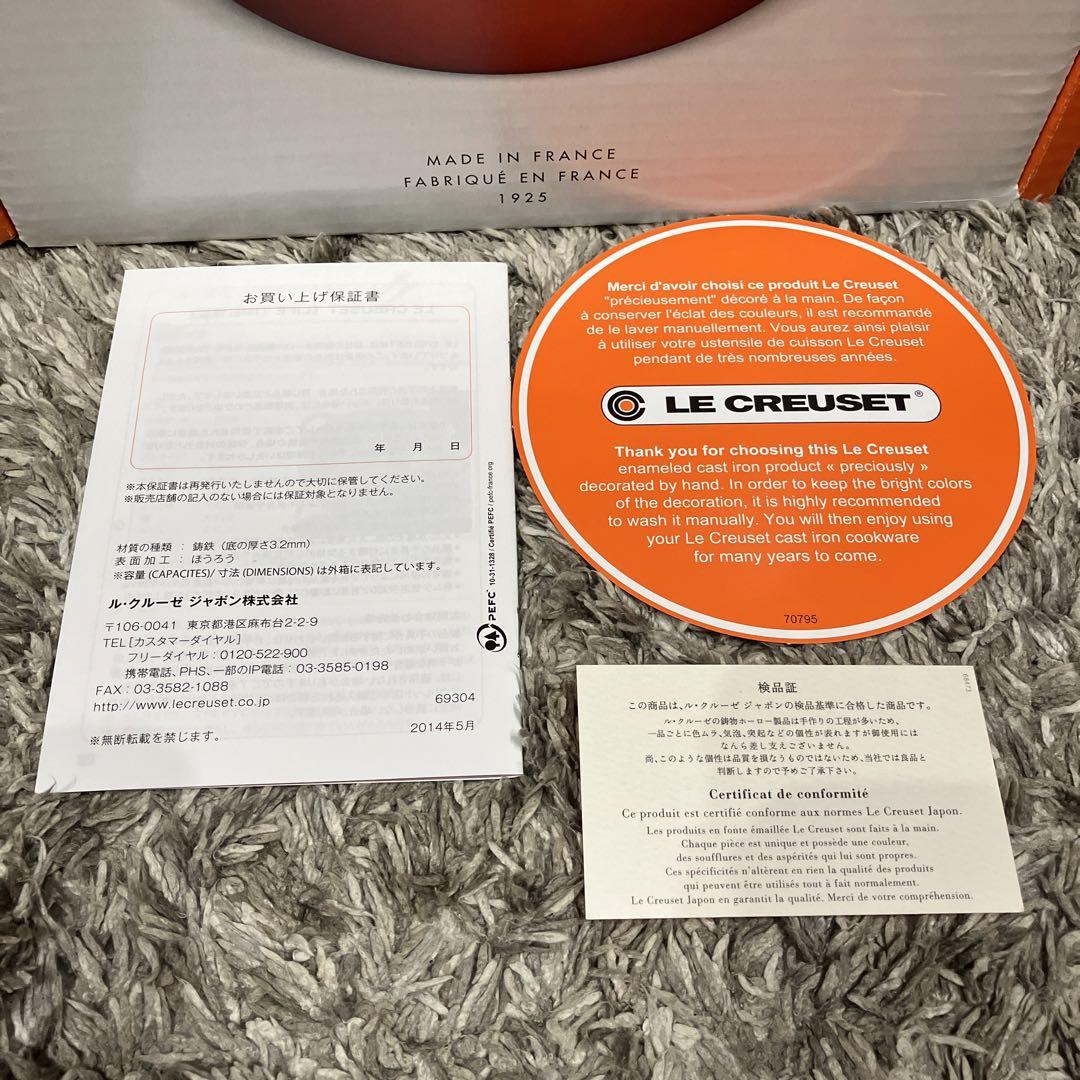 MADE IN FRANCE
FABRIQUÉ EN FRANCE
1925
お買い上げ保証書
年 月 日
※本保証書は再発行いたしませんので大切に保管してください。
※販売店舗の記入のない場合には保証対象となりません。
材質の種類 : 鋳鉄（底の厚さ3.2mm）
表面加工 : ほうろう
※容量 (CAPACITES)/ 寸法 (DIMENSIONS) は外箱に表記しています。
ル・クルーゼ ジャポン株式会社
〒106-0041 東京都港区麻布台2-2-9
TEL [カスタマーダイヤル]
フリーダイヤル : 0120-522-900
携帯電話、PHS、一部のIP電話 : 03-3585-0198
FAX : 03-3582-1088
http://www.lecreuset.co.jp
69304
2014年5月
※無断転載を禁じます。
PEFC 10-31-1328 / Certifié PEFC / pefc-france.org
Merci d'avoir choisi ce produit Le Creuset
"précieusement" décoré à la main. De façon
à conserver l'éclat des couleurs, il est recommandé
de le laver manuellement. Vous aurez ainsi plaisir
à utiliser votre ustensile de cuisson Le Creuset
pendant de très nombreuses années.
LE CREUSET®
Thank you for choosing this Le Creuset
enameled cast iron product « preciously »
decorated by hand. In order to keep the bright colors
of the decoration, it is highly recommended
to wash it manually. You will then enjoy using
your Le Creuset cast iron cookware
for many years to come.
70795
検品証
この商品は、ル・クルーゼ ジャポンの検品基準に合格した商品です。
ル・クルーゼの鋳物ホーロー製品は手作りの工程が多いため、
一品ごとに色ムラ、気泡、突起などの個性が表れますが御使用には
なんら差し支えございません。
尚、このような個性は品質を損なうものではないため、当社では良品と
判断しますので予めご了承下さい。
Certificat de conformité
Ce produit est certifié conforme aux normes Le Creuset Japon.
Les produits en fonte émaillée Le Creuset sont faits à la main.
Chaque pièce est unique et possède une couleur,
des soufflures et des aspérités qui lui sont propres.
Ces spécificités n'altèrent en rien la qualité des produits
qui peuvent être utilisés tout à fait normalement.
Le Creuset Japon en garantit la qualité. Merci de votre compréhension.